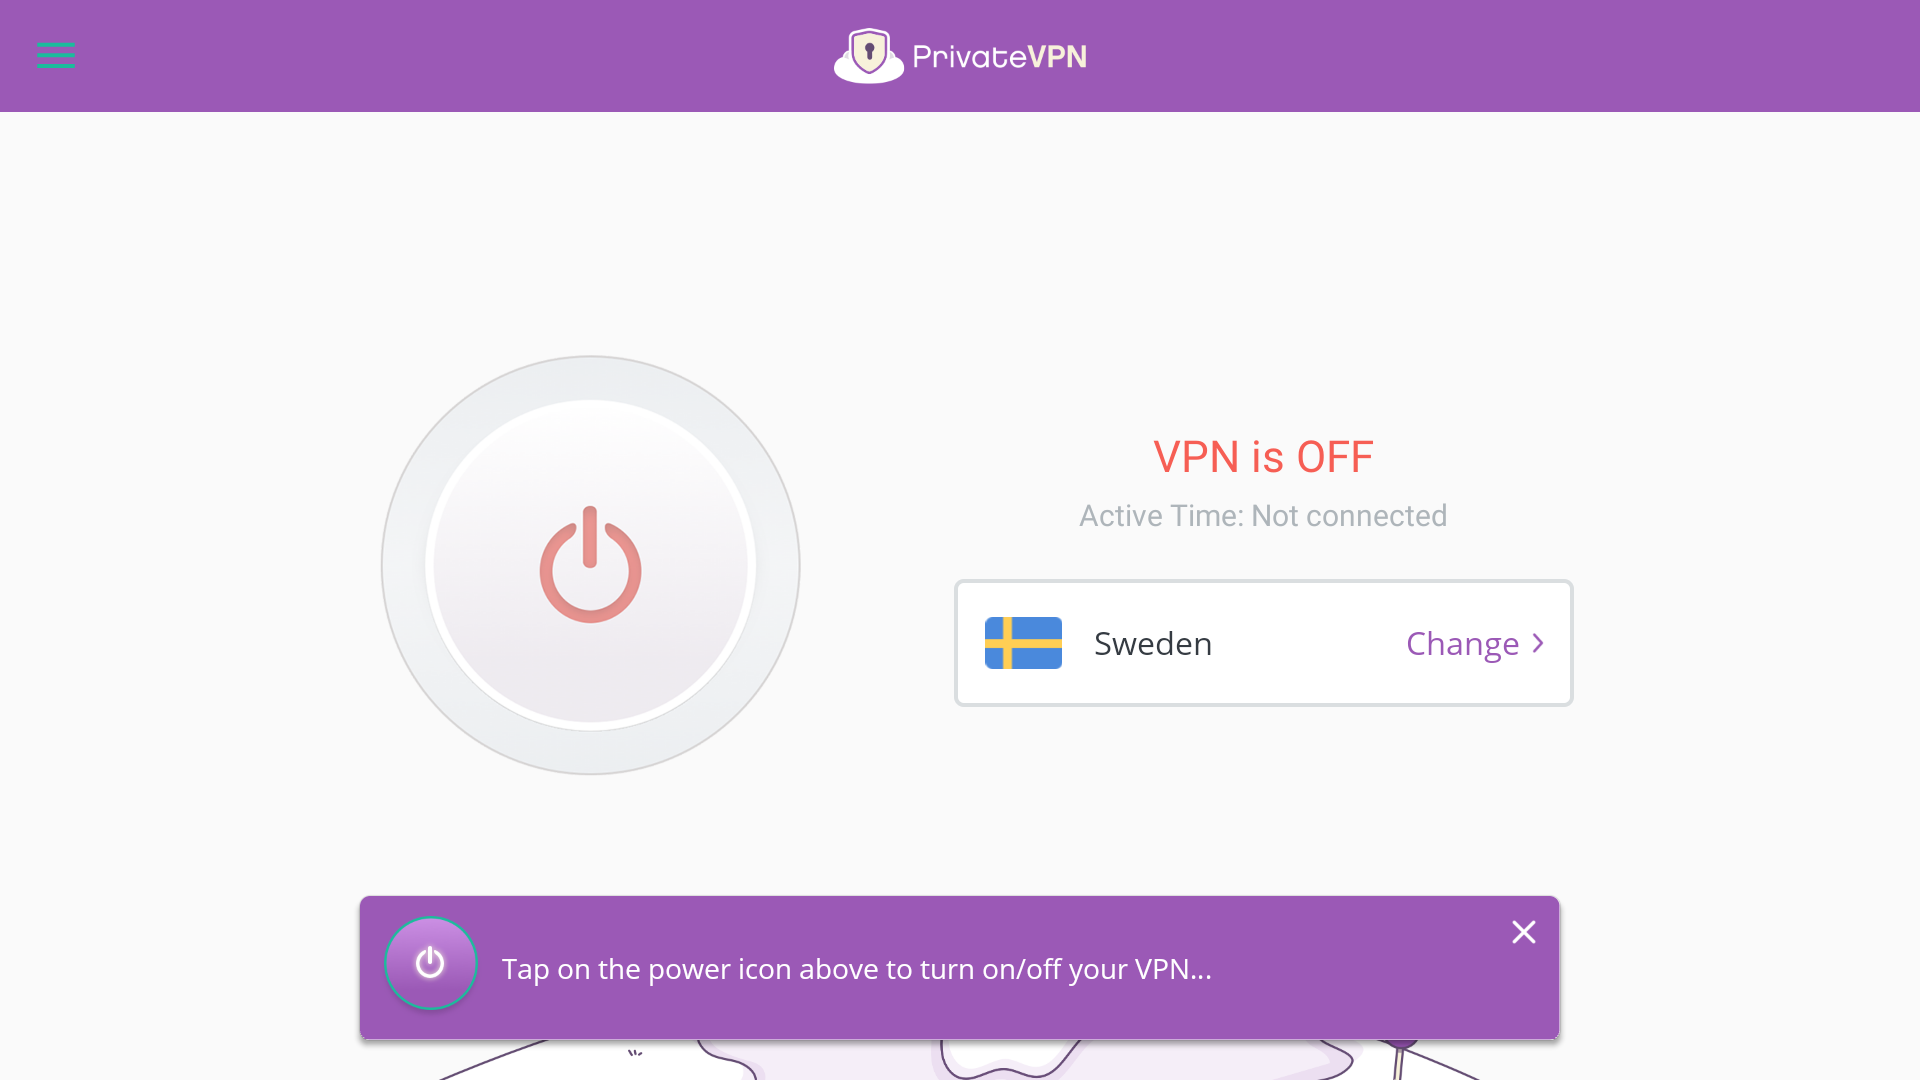 PrivateVPN
VPN is OFF
Active Time: Not connected
Sweden
Change
Tap on the power icon above to turn on/off your VPN...